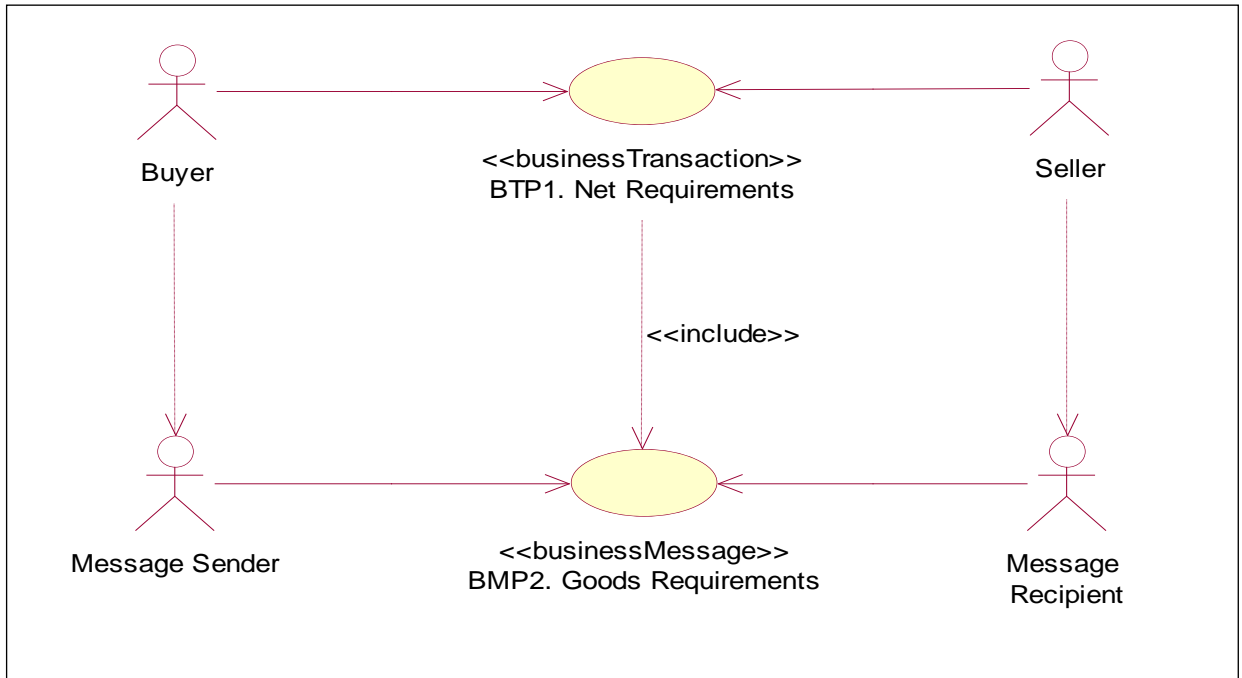 Buyer
<<businessTransaction>>
BTP1. Net Requirements
Seller
<<include>>
Message Sender
<<businessMessage>>
BMP2. Goods Requirements
Message
Recipient